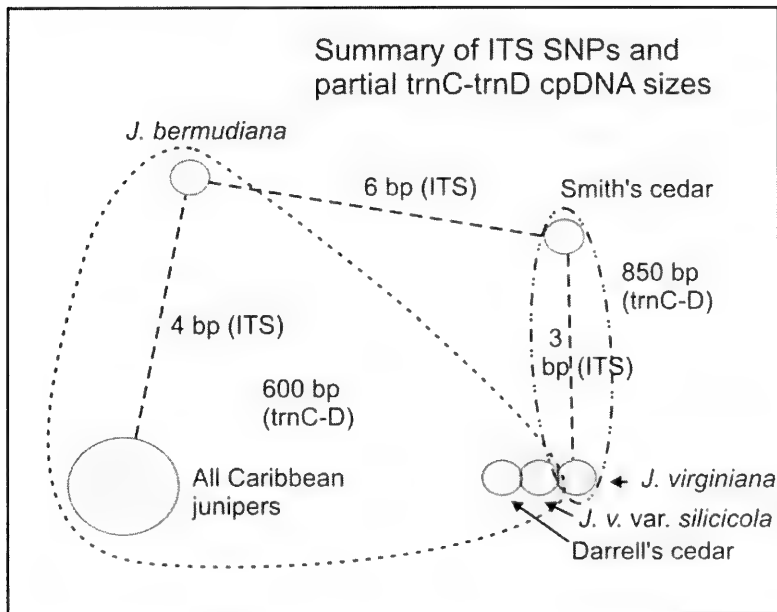 Summary of ITS SNPs and
partial trnC-trnD cpDNA sizes
J. bermudiana
6 bp (ITS)
Smith's cedar
850 bp
(trnC-D)
4 bp (ITS)
3
bp (ITS)
600 bp
(trnC-D)
All Caribbean
junipers
J. virginiana
J. v. var. silicicola
Darrell's cedar